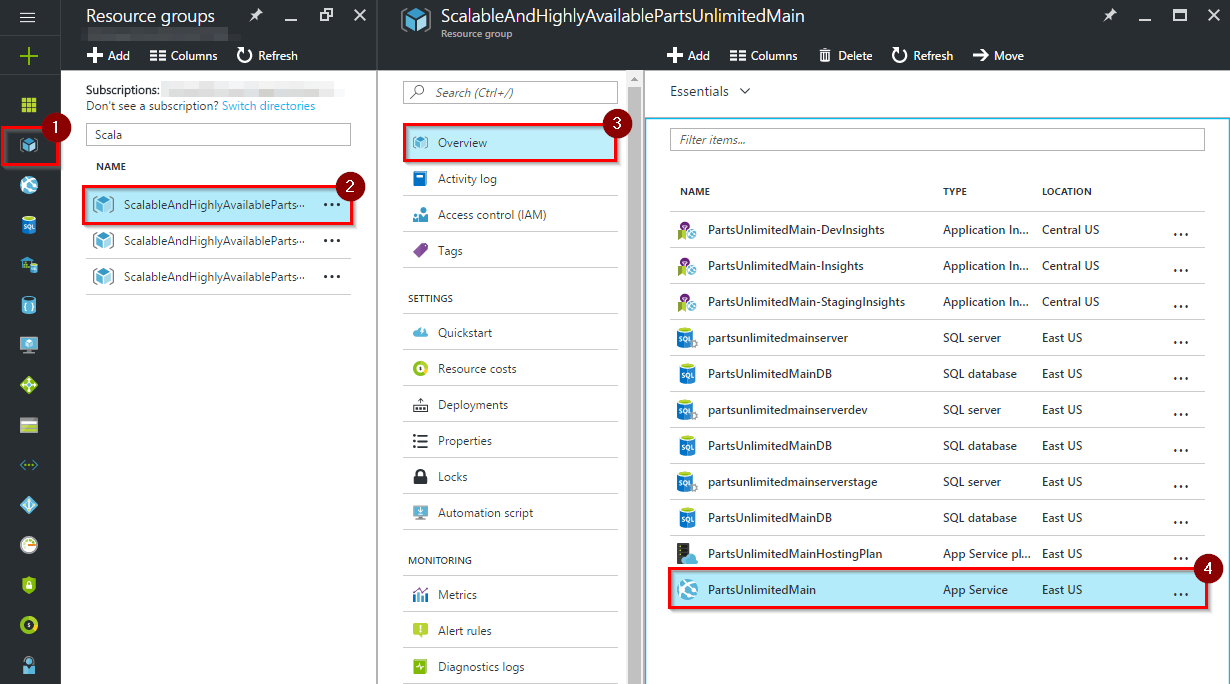 Resource groups
Add
Columns
Refresh
Subscriptions:
Don't see a subscription? Switch directories
Scala
NAME
ScalableAndHighlyAvailableParts...
ScalableAndHighlyAvailableParts...
ScalableAndHighlyAvailableParts...
1
2
ScalableAndHighlyAvailablePartsUnlimitedMain
Resource group
Search (Ctrl+/)
Overview
3
Activity log
Access control (IAM)
Tags
SETTINGS
Quickstart
Resource costs
Deployments
Properties
Locks
Automation script
MONITORING
Metrics
Alert rules
Diagnostics logs
Add
Columns
Delete
Refresh
Move
Essentials
Filter items...
NAME TYPE LOCATION
PartsUnlimitedMain-DevInsights Application In... Central US ...
PartsUnlimitedMain-Insights Application In... Central US ...
PartsUnlimitedMain-StagingInsights Application In... Central US ...
partsunlimitedmainserver SQL server East US ...
PartsUnlimitedMainDB SQL database East US ...
partsunlimitedmainserverdev SQL server East US ...
PartsUnlimitedMainDB SQL database East US ...
partsunlimitedmainserverstage SQL server East US ...
PartsUnlimitedMainDB SQL database East US ...
PartsUnlimitedMainHostingPlan App Service pl... East US ...
PartsUnlimitedMain App Service East US ...
4